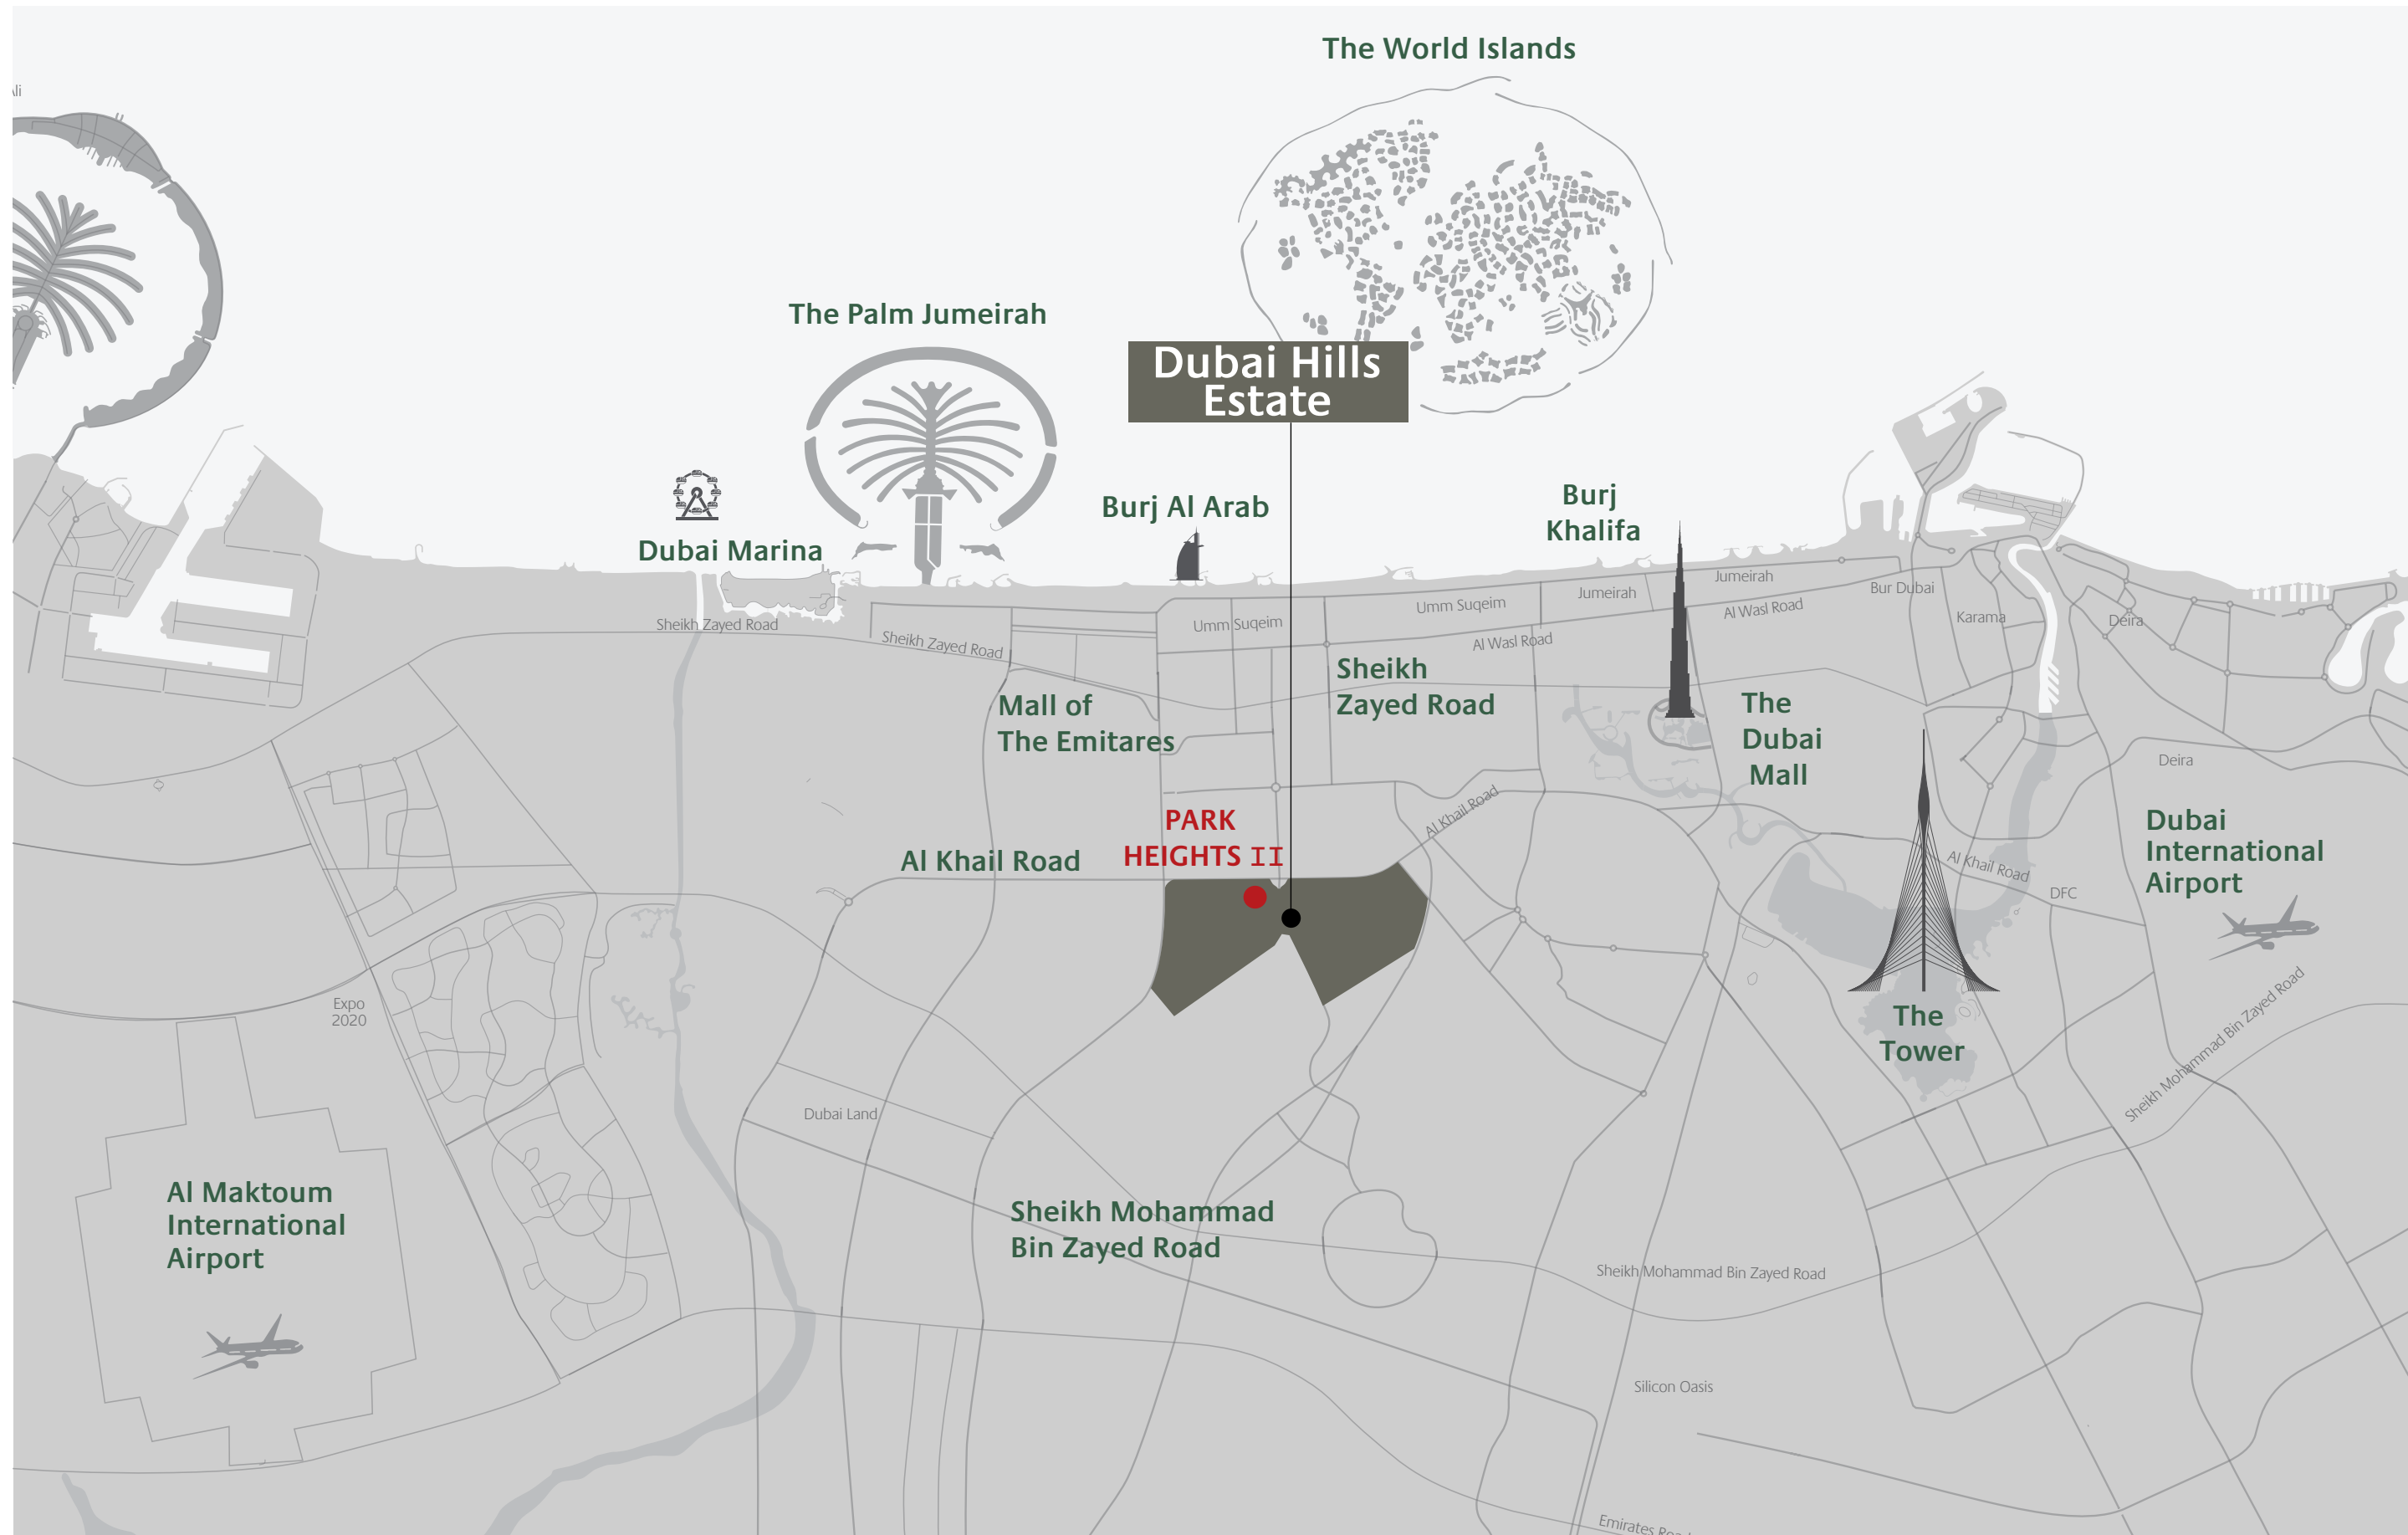 The World Islands
The Palm Jumeirah
Dubai Hills
Estate
Burj Al Arab
Burj
Khalifa
Dubai Marina
Jumeirah
Jumeirah
Bur Dubai
Umm Suqeim
Al Wasl Road
Karama
Deira
Sheikh Zayed Road
Umm Suqeim
Sheikh Zayed Road
Al Wasl Road
Sheikh
Zayed Road
Mall of
The Emitares
The
Dubai
Mall
Deira
Al Khail Road
PARK
HEIGHTS II
Dubai
International
Airport
Al Khail Road
Al Khail Road
DFC
Expo
2020
The
Tower
Sheikh Mohammad Bin Zayed Road
Dubai Land
Al Maktoum
International
Airport
Sheikh Mohammad
Bin Zayed Road
Sheikh Mohammad Bin Zayed Road
Silicon Oasis
Emirates